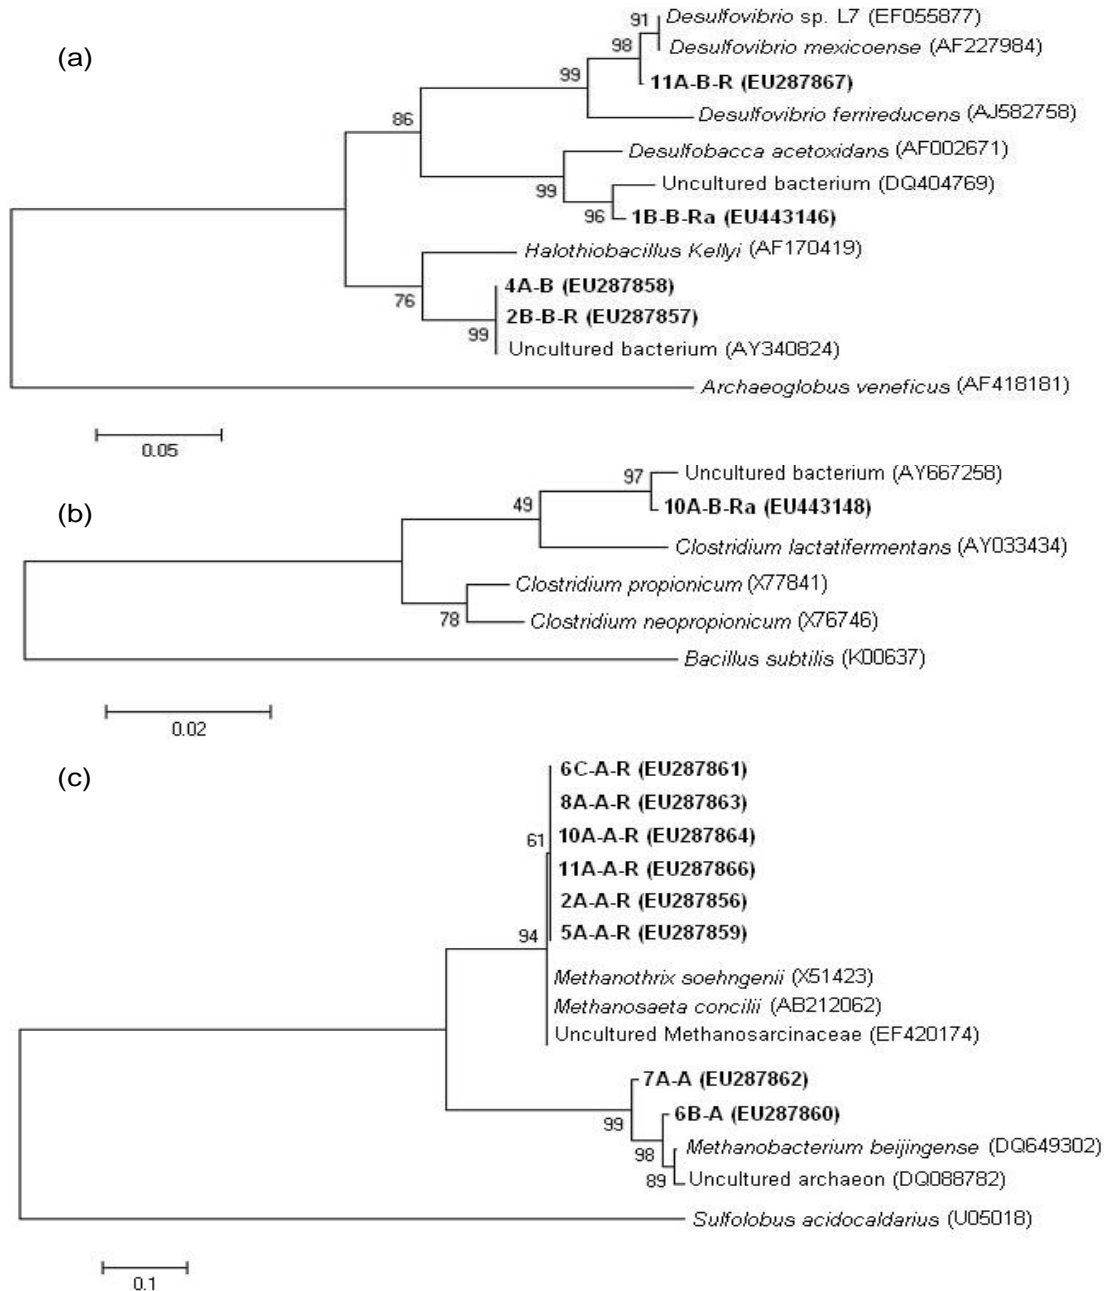 91
Desulfovibrio sp. L7 (EF055877)
(a)
98
Desulfovibrio mexicoense (AF227984)
99
11A-B-R (EU287867)
Desulfovibrio ferrireducens (AJ582758)
86
Desulfobacca acetoxidans (AF002671)
99
Uncultured bacterium (DQ404769)
96
1B-B-Ra (EU443146)
Halothiobacillus Kellyi (AF170419)
76
4A-B (EU287858)
2B-B-R (EU287857)
99
Uncultured bacterium (AY340824)
Archaeoglobus veneficus (AF418181)
0.05
97
Uncultured bacterium (AY667258)
(b)
49
10A-B-Ra (EU443148)
Clostridium lactatifermentans (AY033434)
Clostridium propionicum (X77841)
78
Clostridium neopropionicum (X76746)
Bacillus subtilis (K00637)
0.02
(c)
6C-A-R (EU287861)
8A-A-R (EU287863)
61
10A-A-R (EU287864)
11A-A-R (EU287866)
2A-A-R (EU287856)
94
5A-A-R (EU287859)
Methanothrix soehngenii (X51423)
Methanosaeta concilii (AB212062)
Uncultured Methanosarcinaceae (EF420174)
7A-A (EU287862)
99
6B-A (EU287860)
98
Methanobacterium beijingense (DQ649302)
89
Uncultured archaeon (DQ088782)
Sulfolobus acidocaldarius (U05018)
0.1